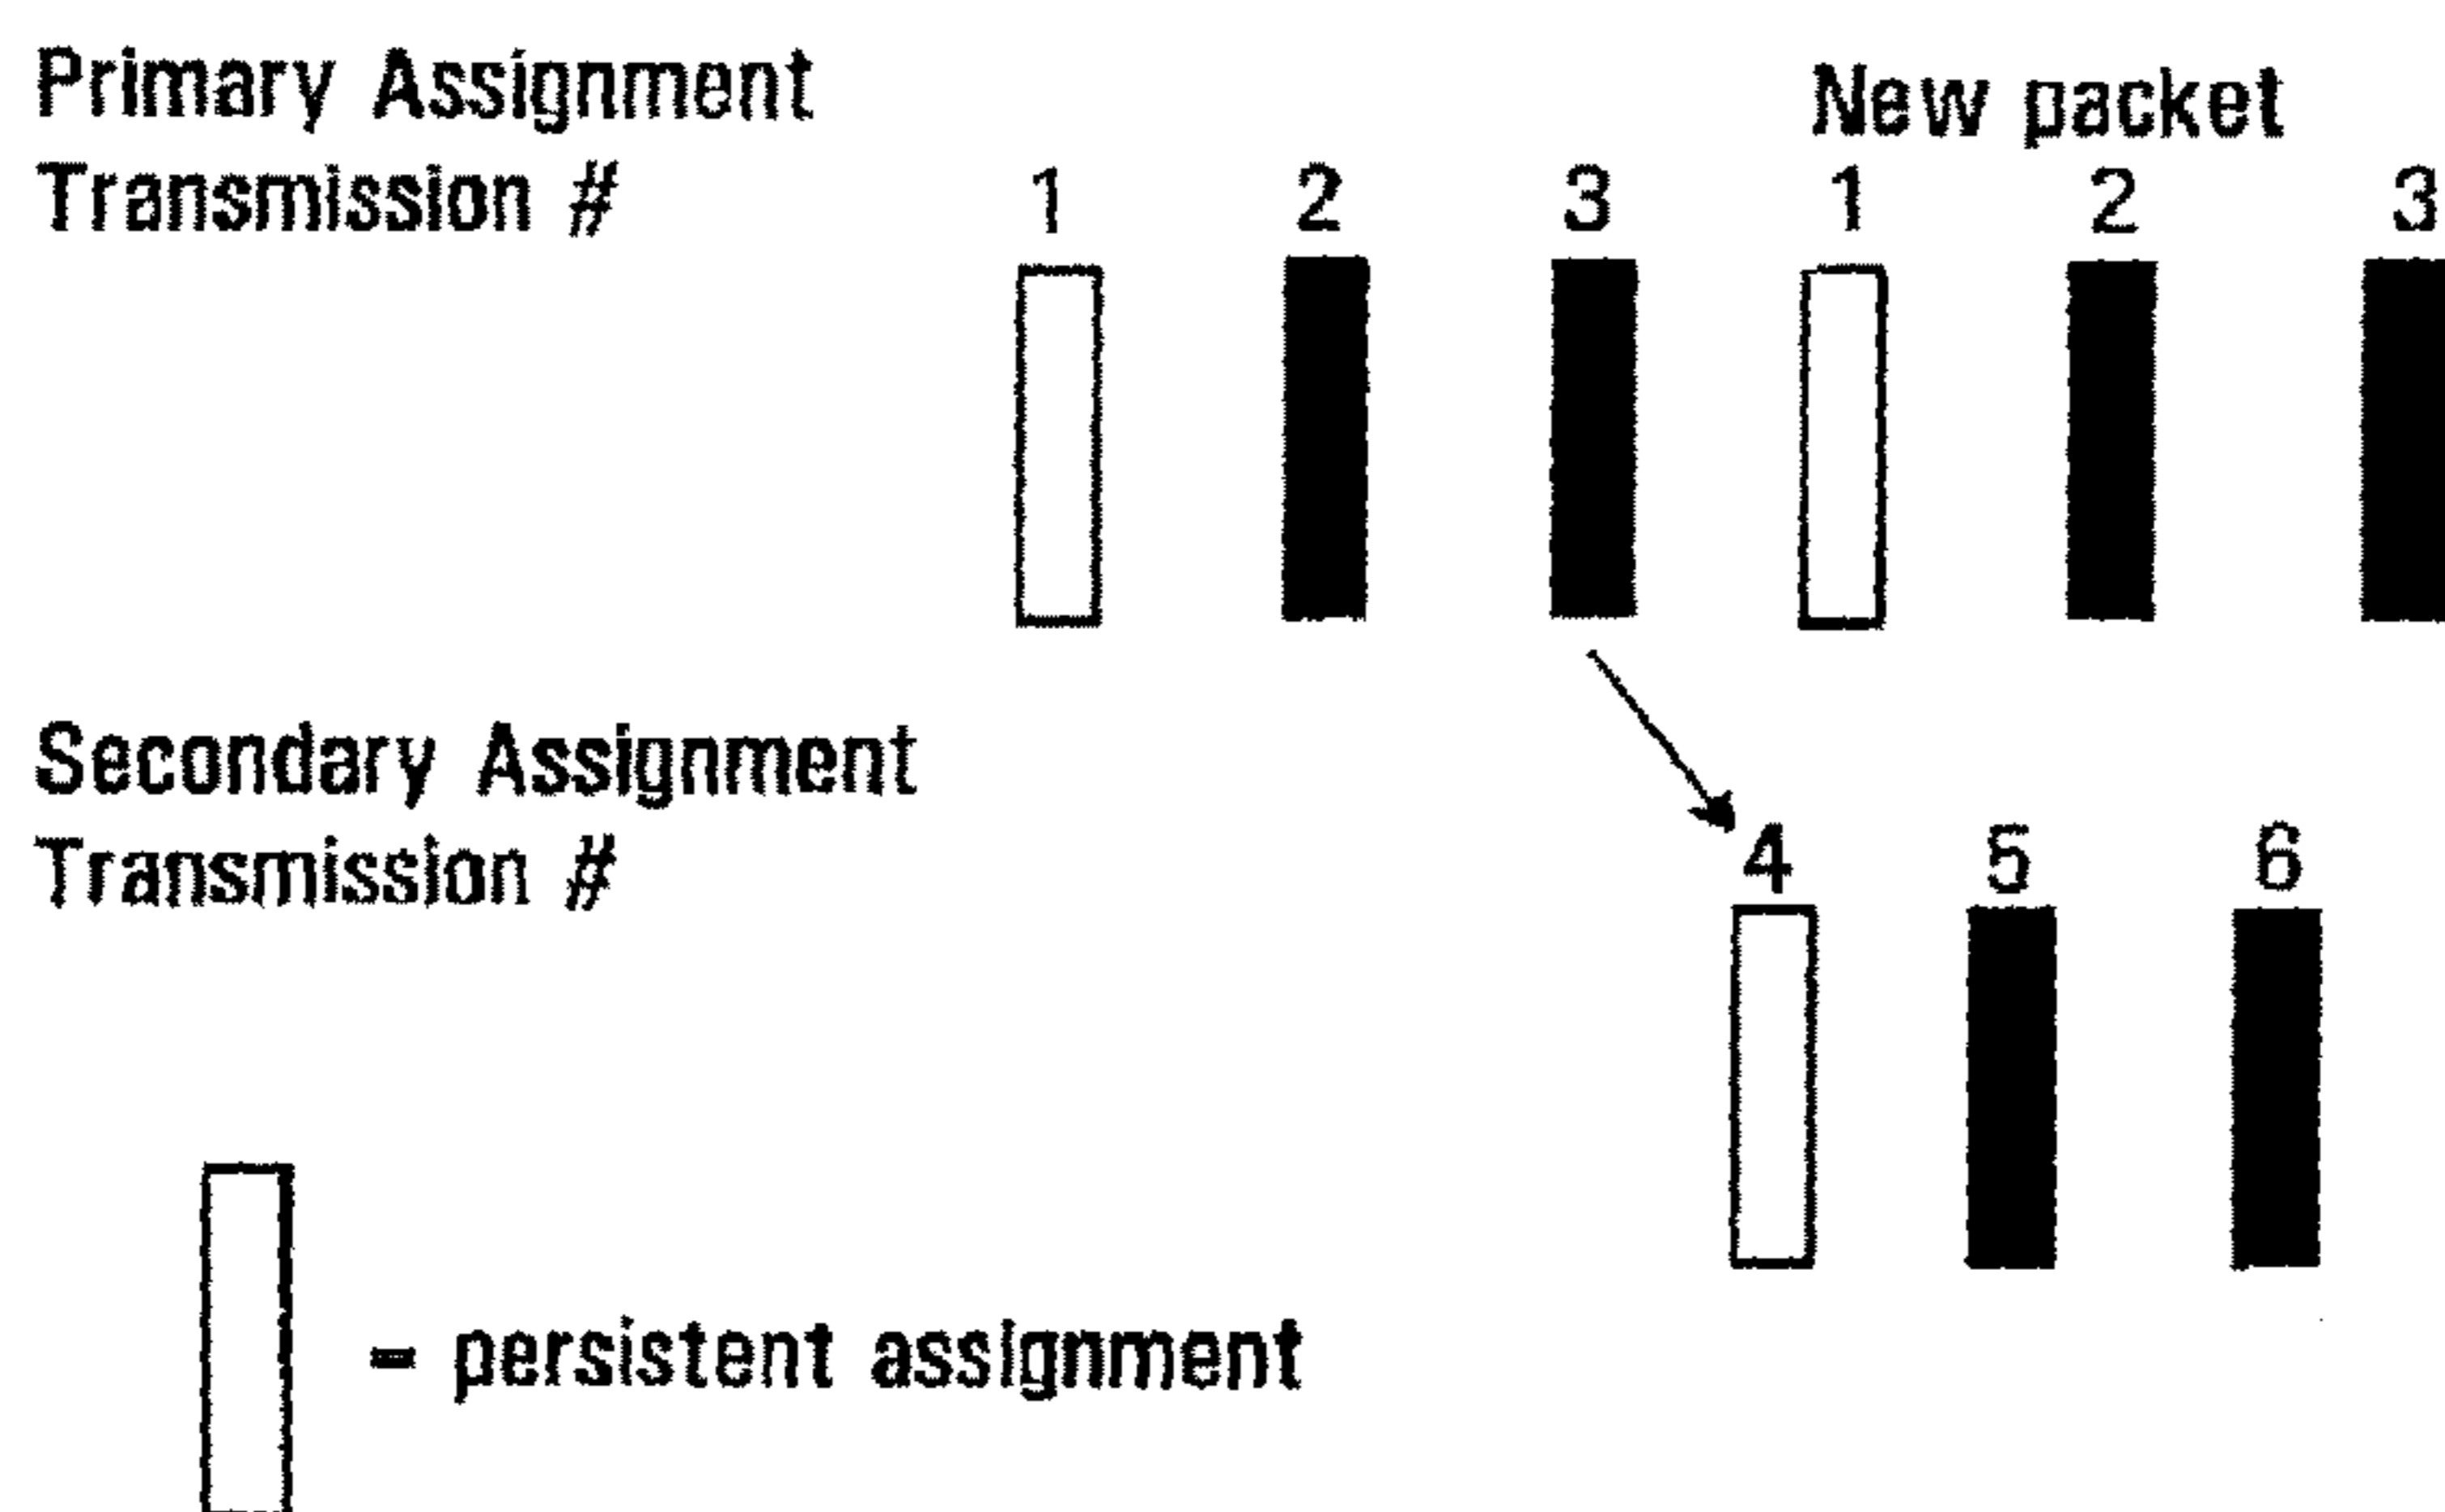 Primary Assignment
New packet
Transmission # 1 2 3 1 2 3
Secondary Assignment
Transmission # 4 5 6
- persistent assignment